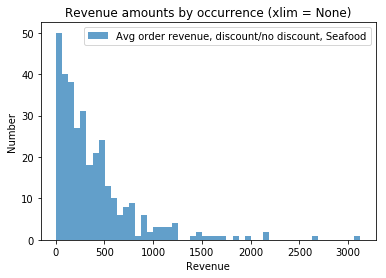 Revenue amounts by occurrence (xlim = None)
Avg order revenue, discount/no discount, Seafood
Number
50
40
30
20
10
0
0 500 1000 1500 2000 2500 3000
Revenue